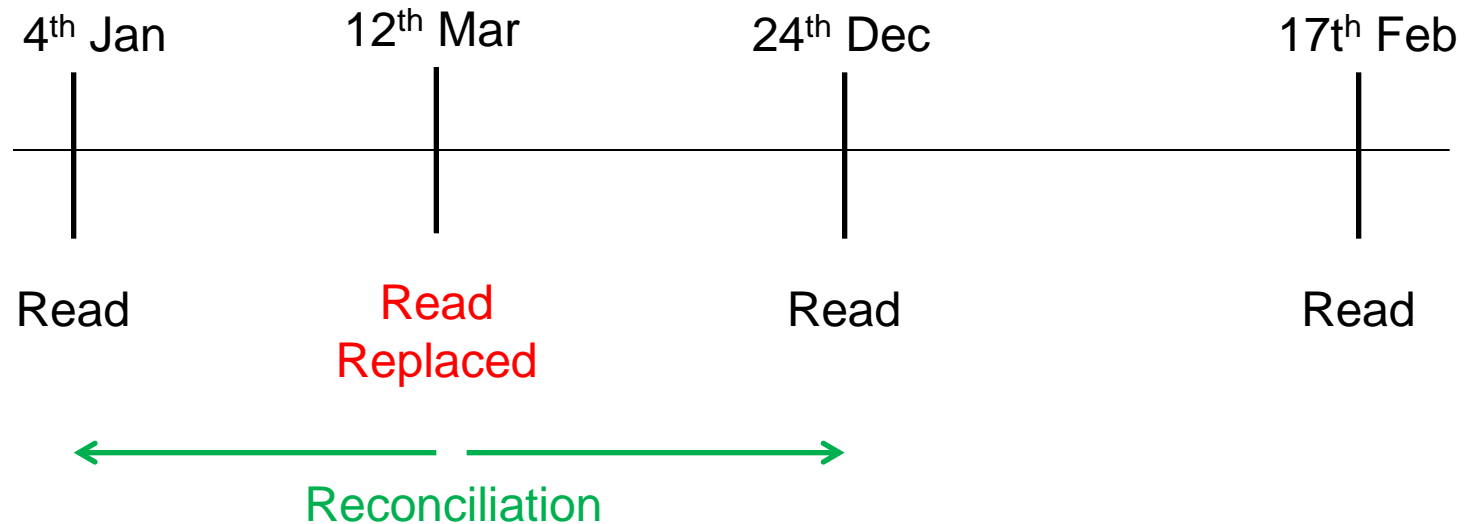 4th Jan
12th Mar
24th Dec
17th Feb
Read
Read
Replaced
Read
Read
Reconciliation